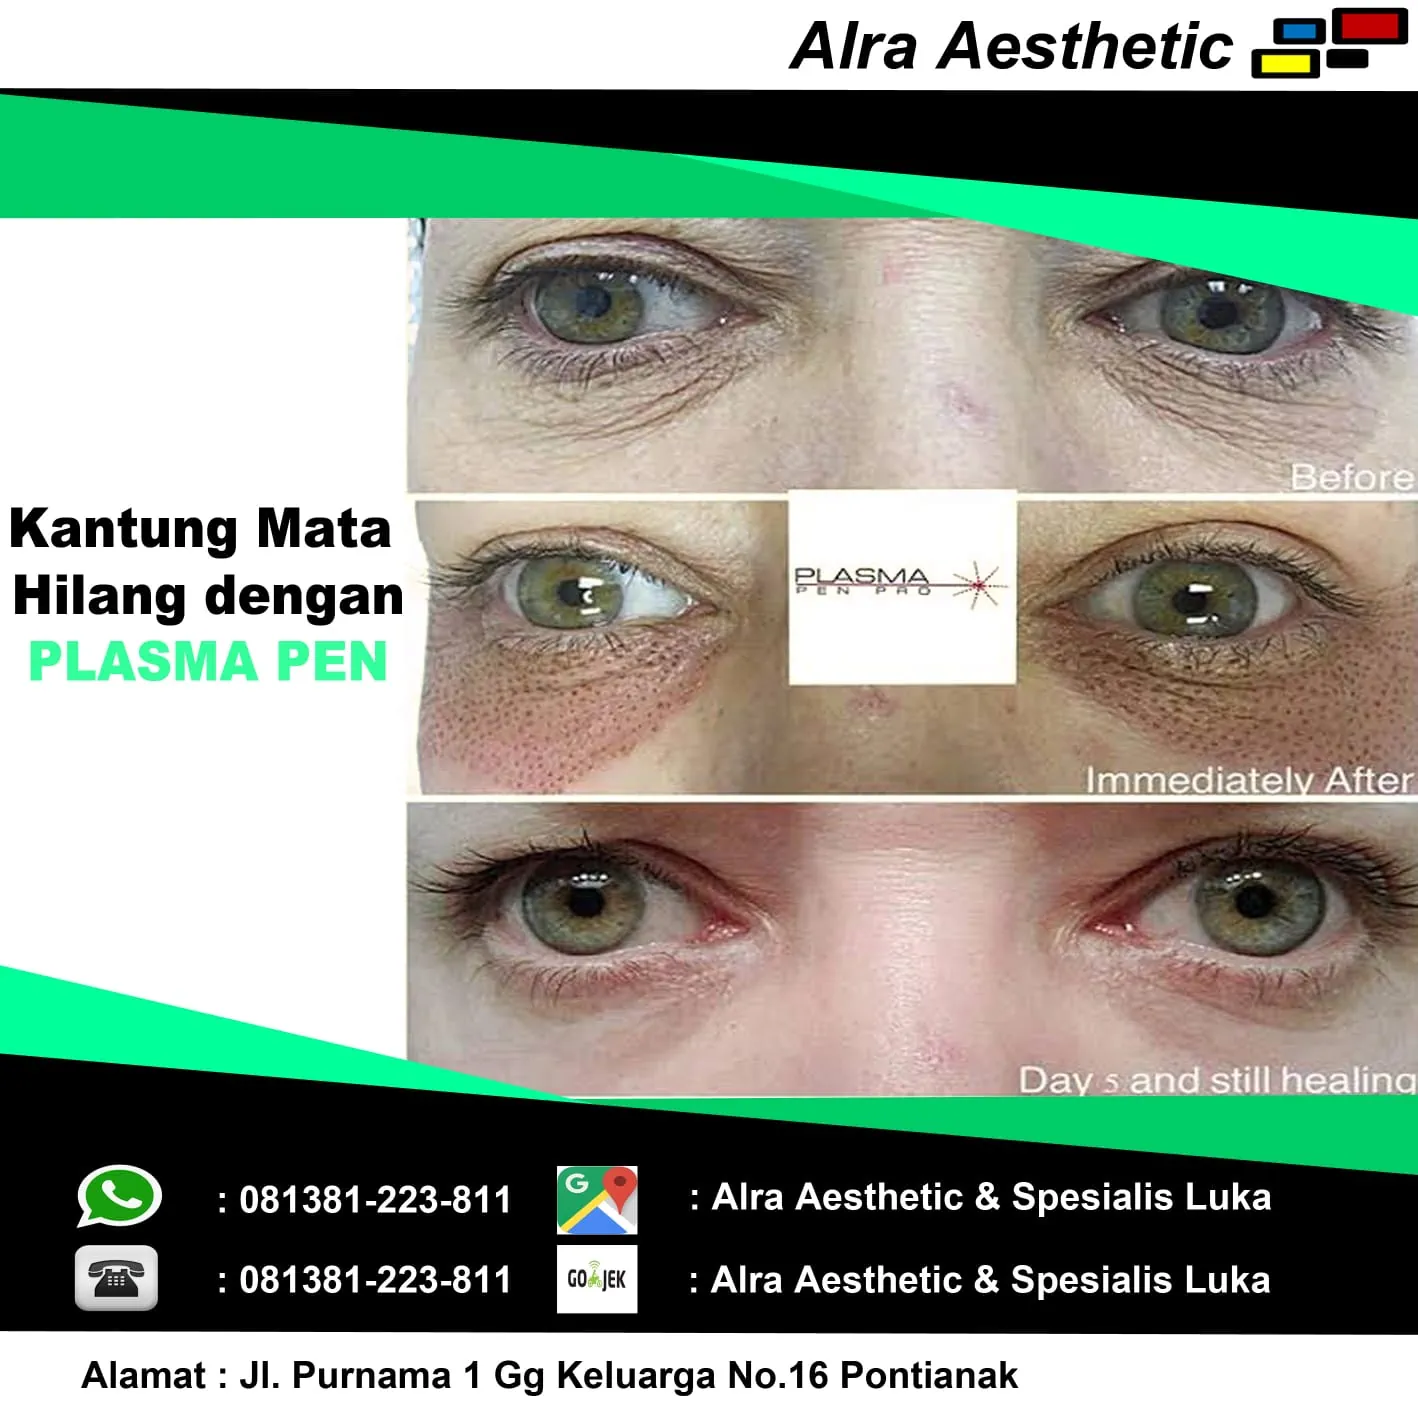 Alra Aesthetic
Before
Kantung Mata
Hilang dengan
PLASMA PEN
PLASMA
PEN PRO
Immediately After
Day 5 and still healing
: 081381-223-811
G
: Alra Aesthetic & Spesialis Luka
: 081381-223-811
GOJEK
: Alra Aesthetic & Spesialis Luka
Alamat : Jl. Purnama 1 Gg Keluarga No.16 Pontianak